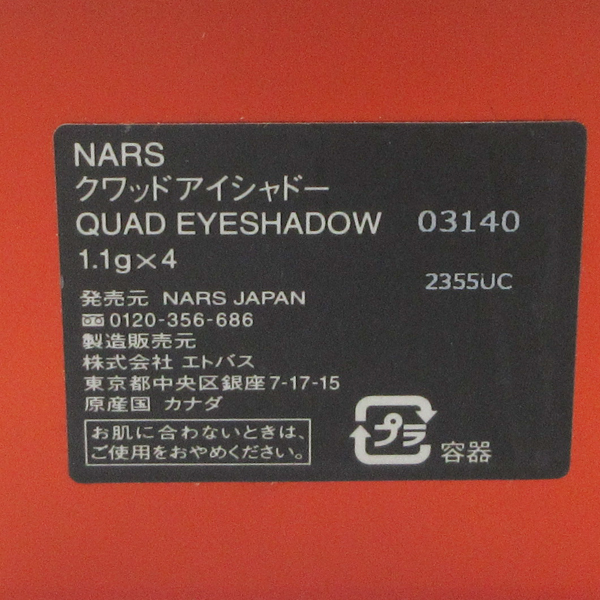 NARS
クワッドアイシャドー
QUAD EYESHADOW 03140
1.1g×4
2355UC
発売元 NARS JAPAN
0120-356-686
製造販売元
株式会社 エトバス
東京都中央区銀座7-17-15
原産国 カナダ
お肌に合わないときは、
ご使用をおやめください。
プラ
容器